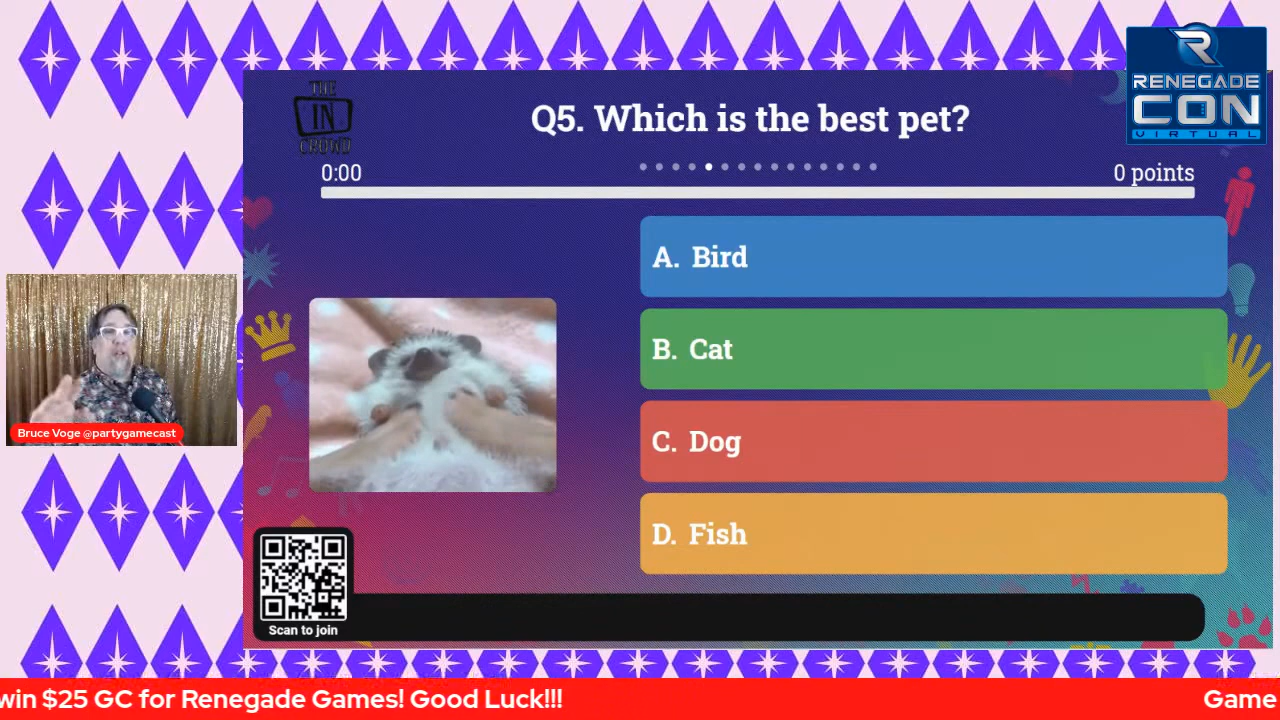 RENEGADE
CON
VIRTUAL
THE
IN
CROWD
Q5. Which is the best pet?
0:00
0 points
A. Bird
B. Cat
C. Dog
D. Fish
Bruce Voge @partygamecast
Scan to join
win $25 GC for Renegade Games! Good Luck!!!
Game